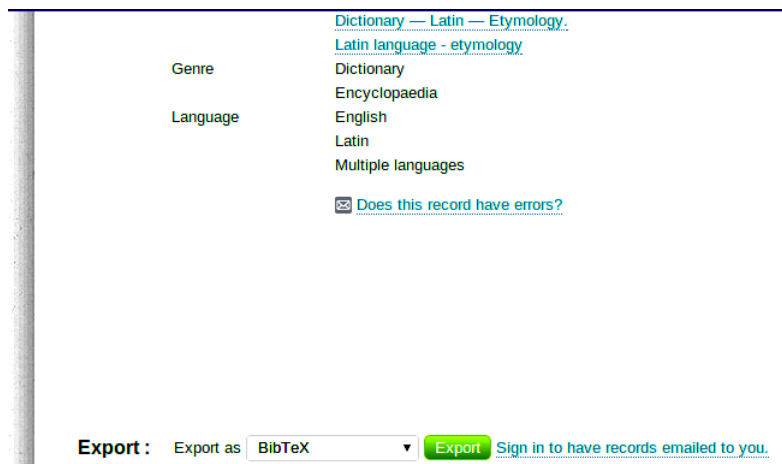 Dictionary — Latin — Etymology.
Latin language - etymology
Genre Dictionary
Encyclopaedia
Language English
Latin
Multiple languages
Does this record have errors?
Export : Export as BibTeX Export Sign in to have records emailed to you.